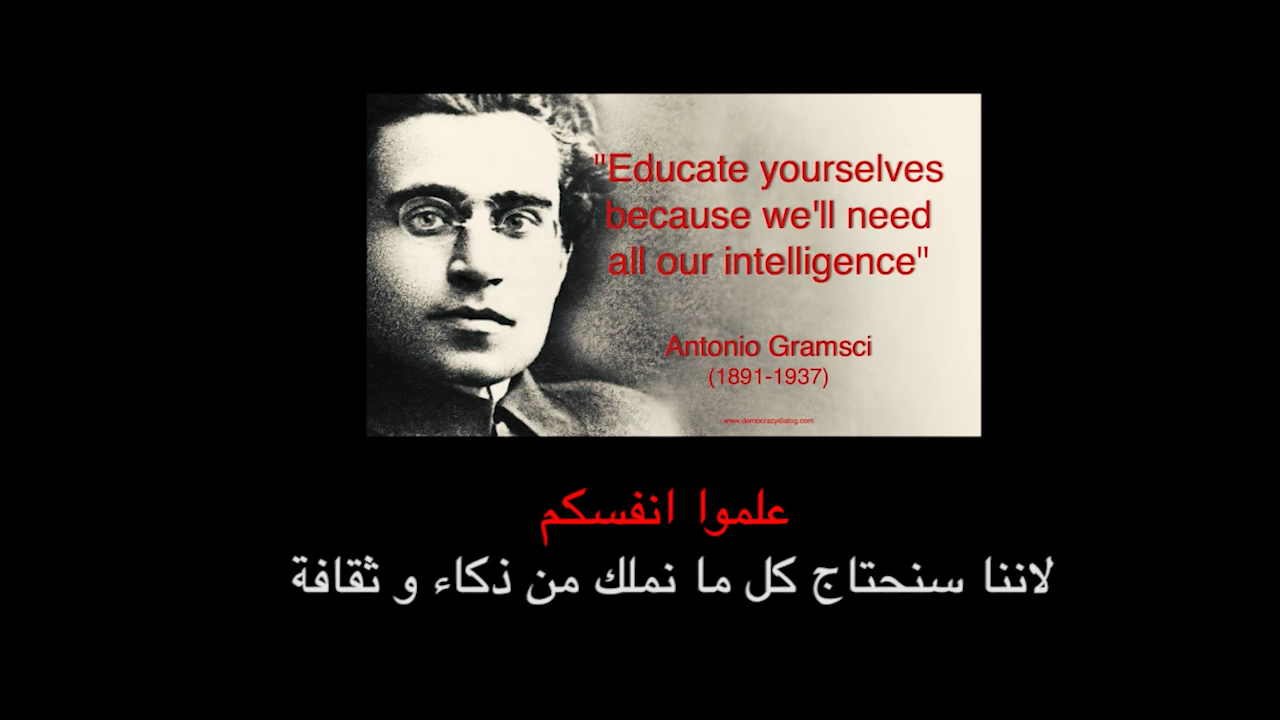 "Educate yourselves
because we'll need
all our intelligence"
Antonio Gramsci
(1891-1937)
www.democracydialog.com
علموا انفسكم
لاننا سنحتاج كل ما نملك من ذكاء و ثقافة